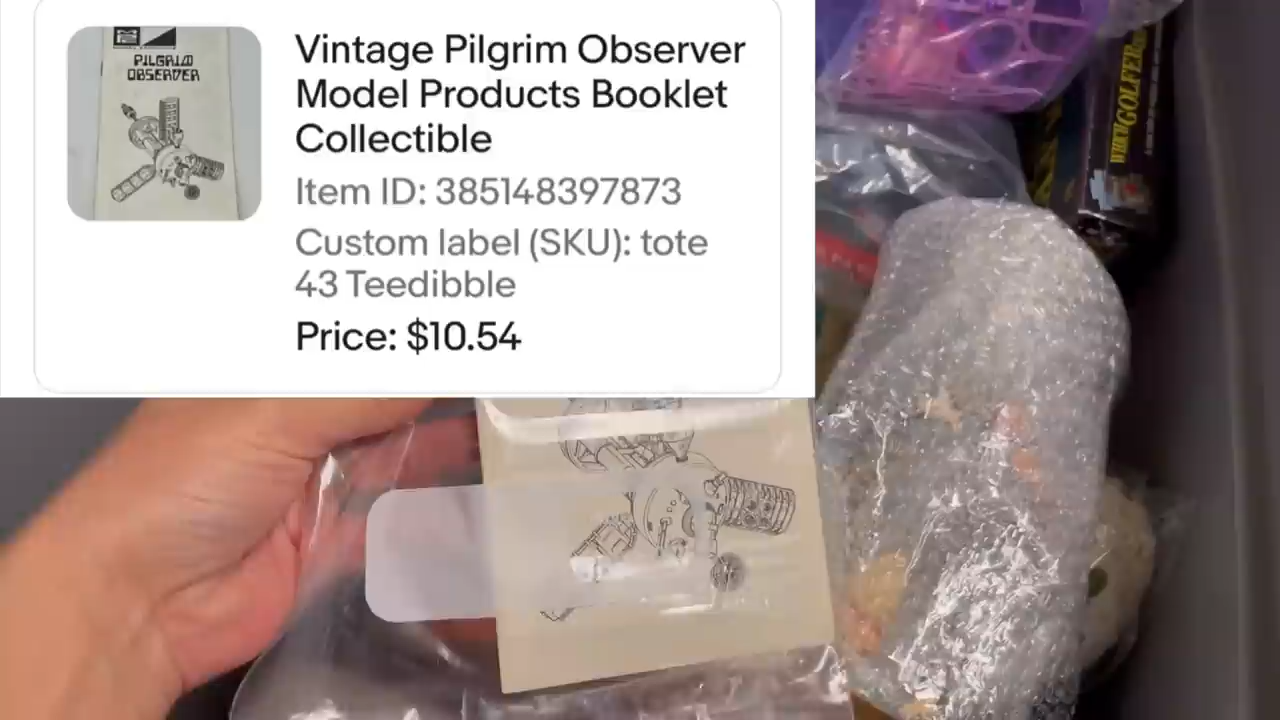 PILGRIM
OBSERVER
Vintage Pilgrim Observer
Model Products Booklet
Collectible
Item ID: 385148397873
Custom label (SKU): tote
43 Teedibble
Price: $10.54
GOLFER